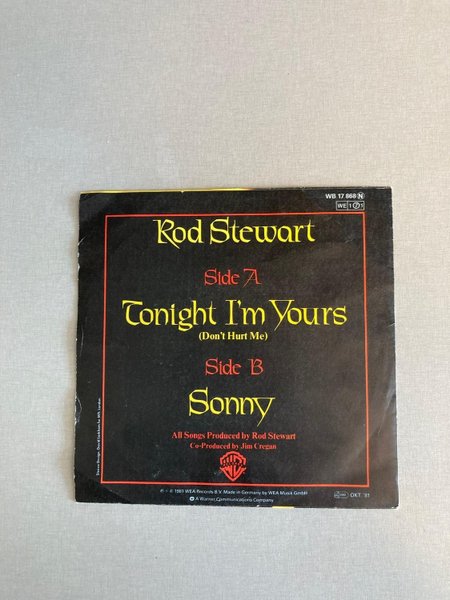 WB 17 868 N
WE 1
Rod Stewart
Side A
Tonight I'm Yours
(Don't Hurt Me)
Side B
Sonny
All Songs Produced by Rod Stewart
Co-Produced by Jim Cregan
℗ + © 1981 WEA Records B.V. Made in Germany by WEA Musik GmbH
A Warner Communications Company
OKT. '81